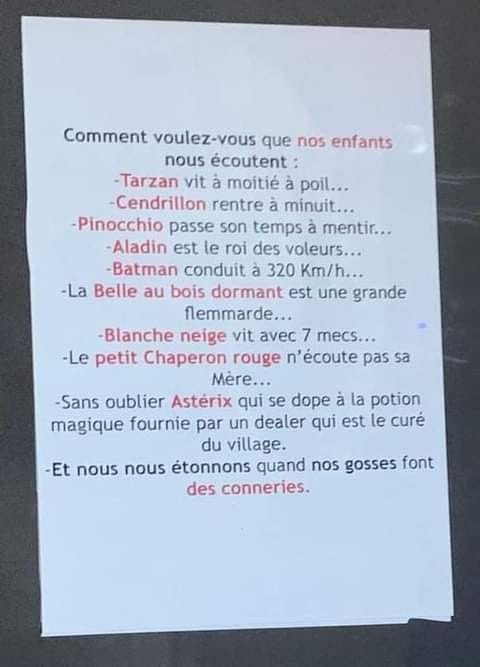 Comment voulez-vous que nos enfants
nous écoutent :
-Tarzan vit à moitié à poil...
-Cendrillon rentre à minuit...
-Pinocchio passe son temps à mentir...
-Aladin est le roi des voleurs...
-Batman conduit à 320 Km/h...
-La Belle au bois dormant est une grande
flemmarde...
-Blanche neige vit avec 7 mecs...
-Le petit Chaperon rouge n'écoute pas sa
Mère...
-Sans oublier Astérix qui se dope à la potion
magique fournie par un dealer qui est le curé
du village.
-Et nous nous étonnons quand nos gosses font
des conneries.